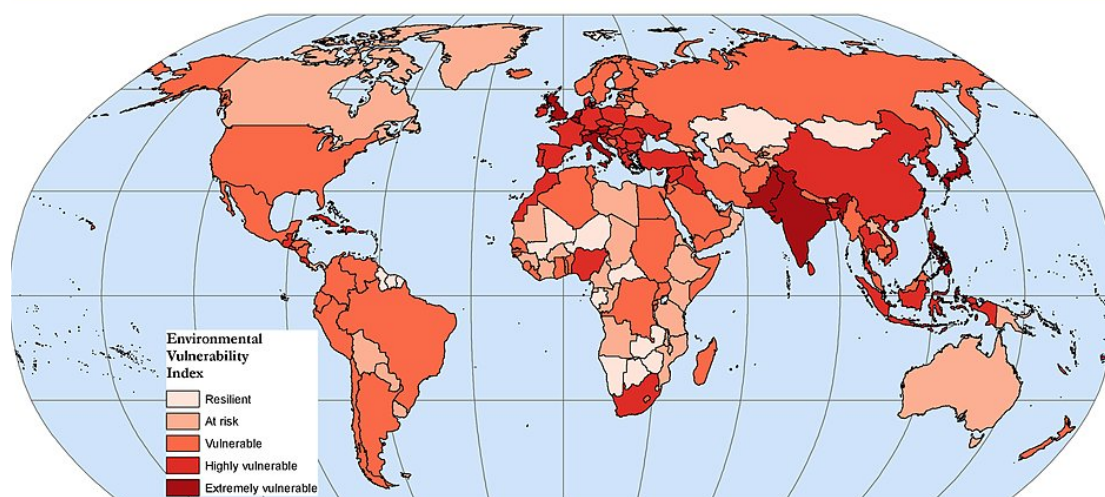 Environmental
Vulnerability
Index
Resilient
At risk
Vulnerable
Highly vulnerable
Extremely vulnerable